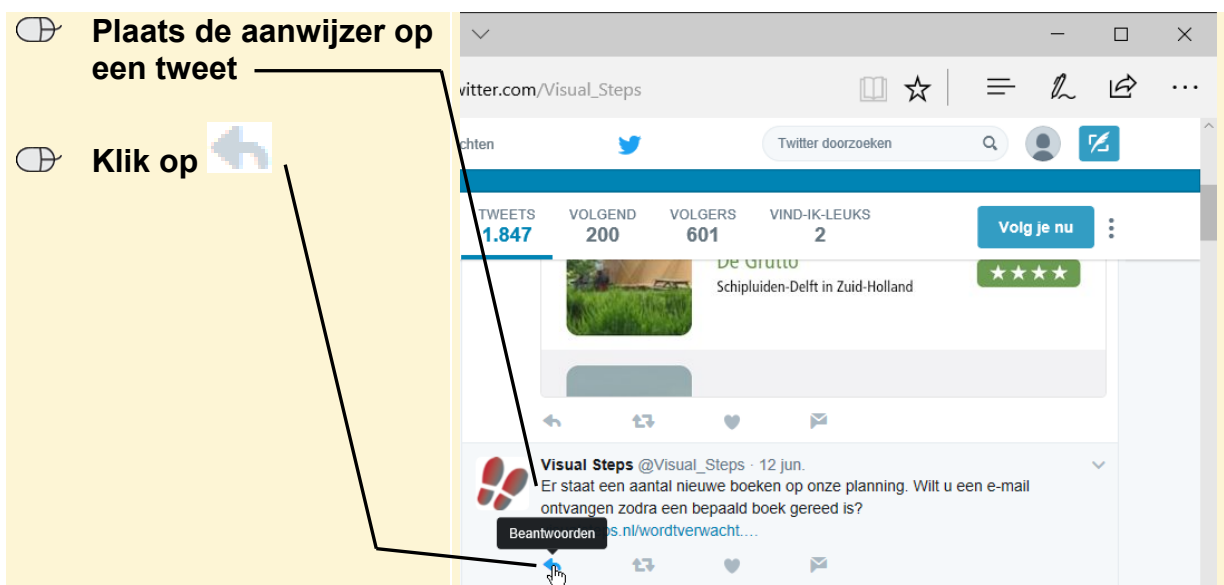 Plaats de aanwijzer op
een tweet
Klik op
witter.com/Visual_Steps
chten
Twitter doorzoeken
TWEETS VOLGEND VOLGERS VIND-IK-LEUKS
1.847 200 601 2
Volg je nu
De Grutto
Schipluiden-Delft in Zuid-Holland
Visual Steps @Visual_Steps · 12 jun.
Er staat een aantal nieuwe boeken op onze planning. Wilt u een e-mail
ontvangen zodra een bepaald boek gereed is?
ps.nl/wordtverwacht.…
Beantwoorden